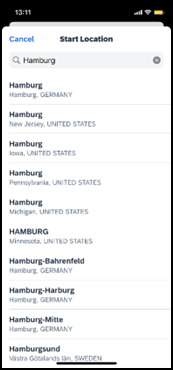 13:11
Cancel Start Location
Hamburg
Hamburg
Hamburg, GERMANY
Hamburg
New Jersey, UNITED STATES
Hamburg
Iowa, UNITED STATES
Hamburg
Pennsylvania, UNITED STATES
Hamburg
Michigan, UNITED STATES
HAMBURG
Minnesota, UNITED STATES
Hamburg-Bahrenfeld
Hamburg, GERMANY
Hamburg-Harburg
Hamburg, GERMANY
Hamburg-Mitte
Hamburg, GERMANY
Hamburgsund
Västra Götalands län, SWEDEN